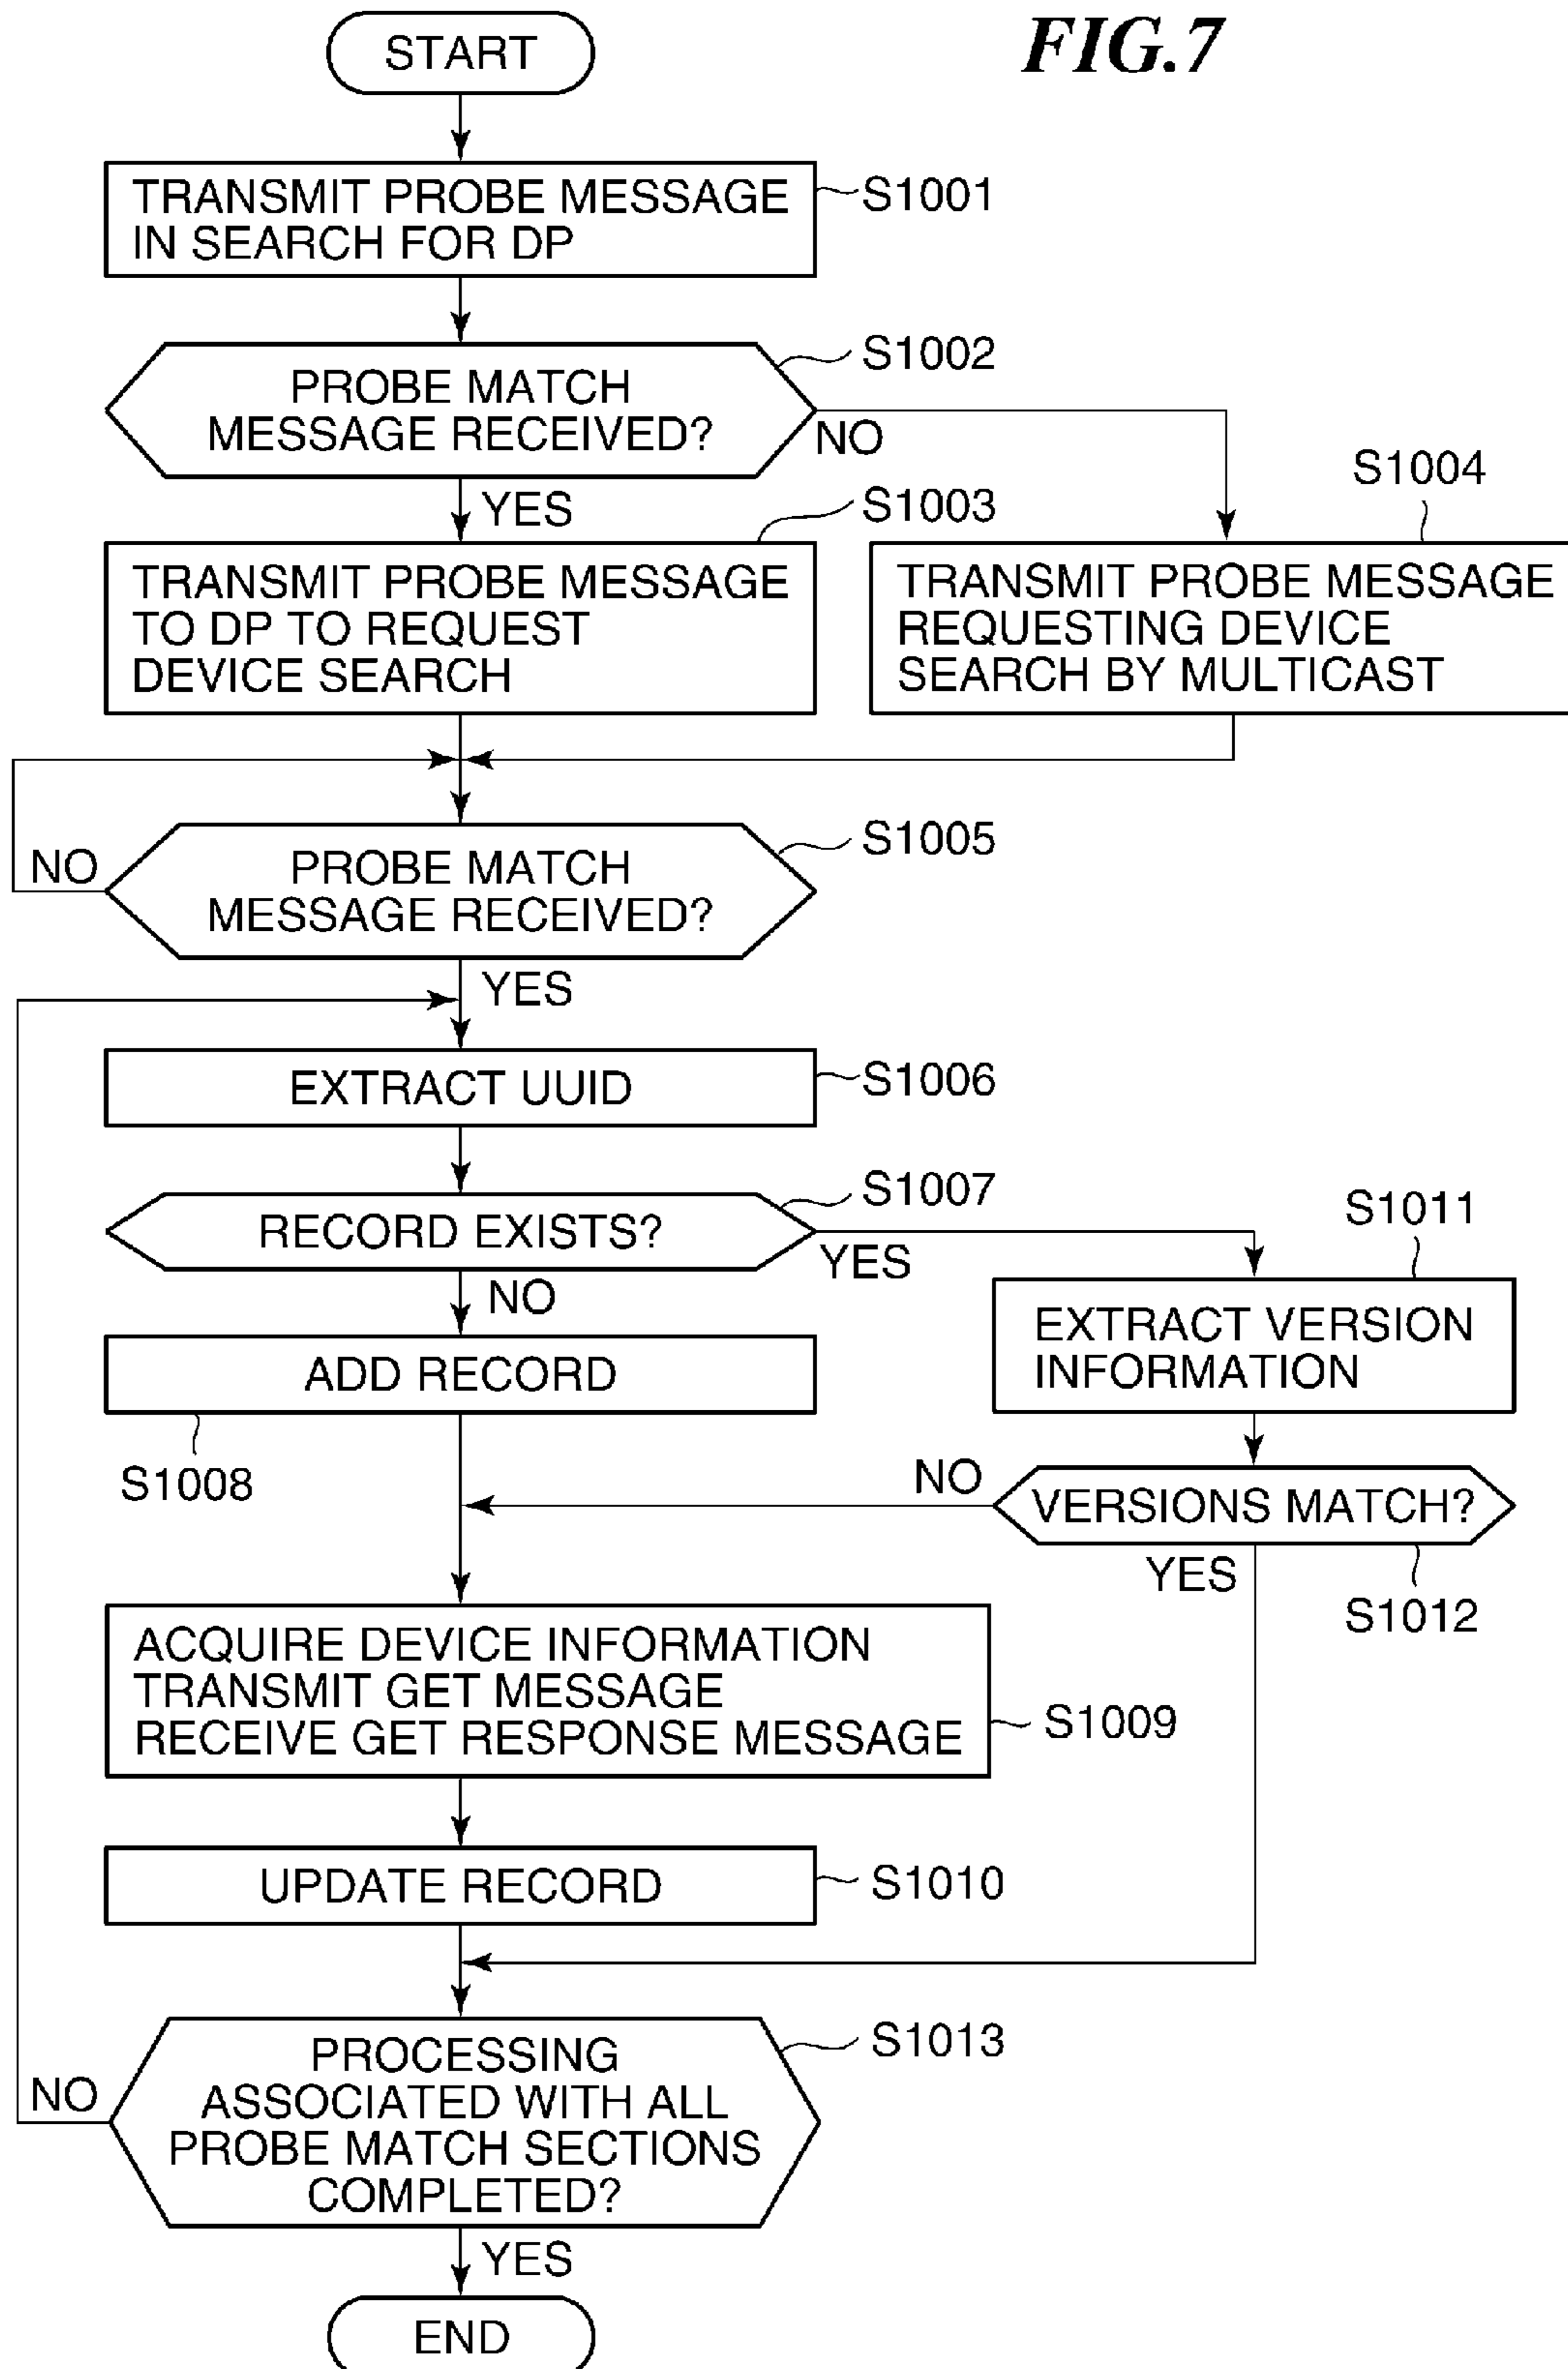 FIG.7
START
TRANSMIT PROBE MESSAGE
IN SEARCH FOR DP
S1001
PROBE MATCH
MESSAGE RECEIVED?
S1002
NO
YES
S1003
S1004
TRANSMIT PROBE MESSAGE
TO DP TO REQUEST
DEVICE SEARCH
TRANSMIT PROBE MESSAGE
REQUESTING DEVICE
SEARCH BY MULTICAST
S1005
NO
PROBE MATCH
MESSAGE RECEIVED?
YES
EXTRACT UUID
S1006
S1007
RECORD EXISTS?
YES
NO
S1011
EXTRACT VERSION
INFORMATION
ADD RECORD
S1008
NO
VERSIONS MATCH?
YES
S1012
ACQUIRE DEVICE INFORMATION
TRANSMIT GET MESSAGE
RECEIVE GET RESPONSE MESSAGE
S1009
UPDATE RECORD
S1010
S1013
NO
PROCESSING
ASSOCIATED WITH ALL
PROBE MATCH SECTIONS
COMPLETED?
YES
END